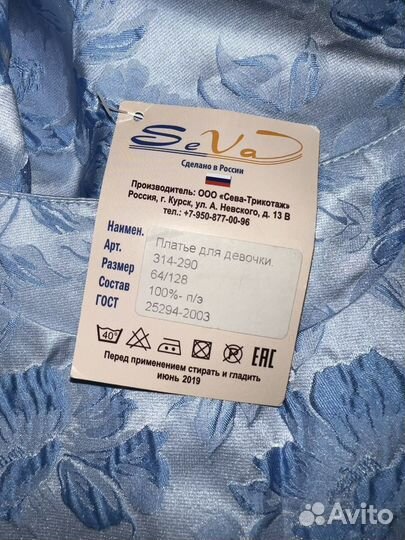 SeVa
Сделано в России
Производитель: ООО «Сева-Трикотаж»
Россия, г. Курск, ул. А. Невского, д. 13 В
тел.: +7-950-877-00-96
Наимен. Платье для девочки.
Арт. 314-290
Размер 64/128
Состав 100%- п/э
ГОСТ 25294-2003
40° EAC
Перед применением стирать и гладить
июнь 2019
Avito